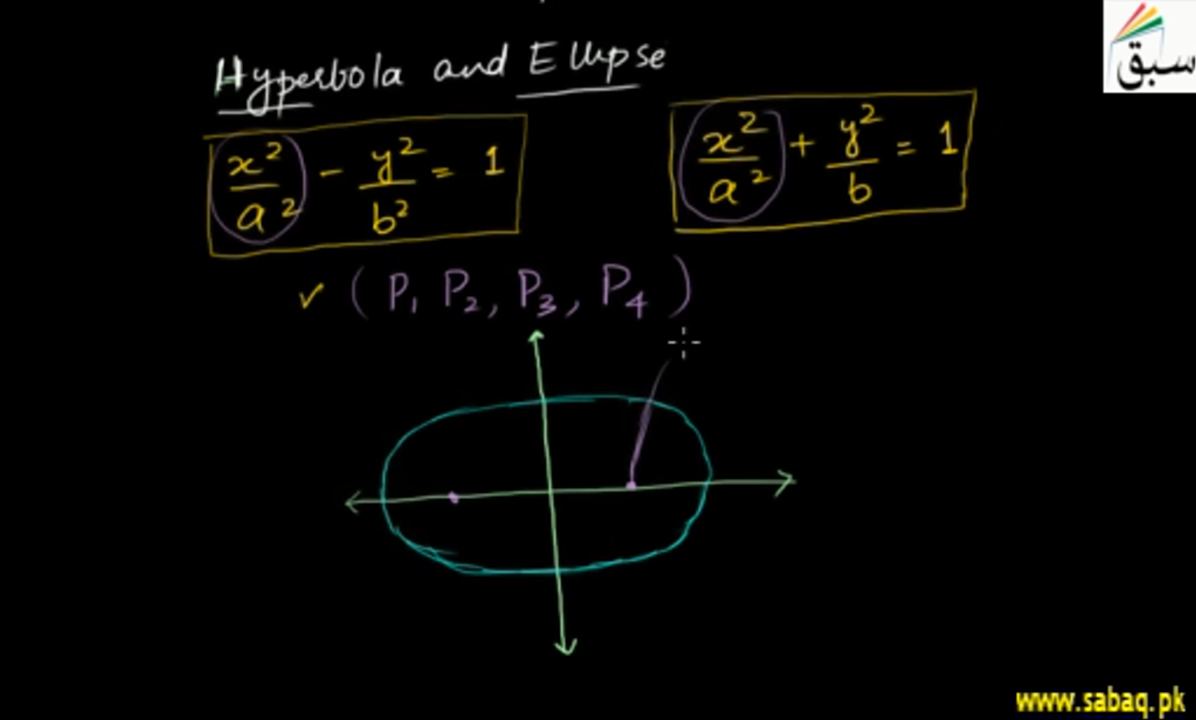 سبق
Hyperbola and Ellipse
x²/a² - y²/b² = 1
x²/a² + y²/b = 1
✓ (P₁ P₂, P₃, P₄)
www.sabaq.pk